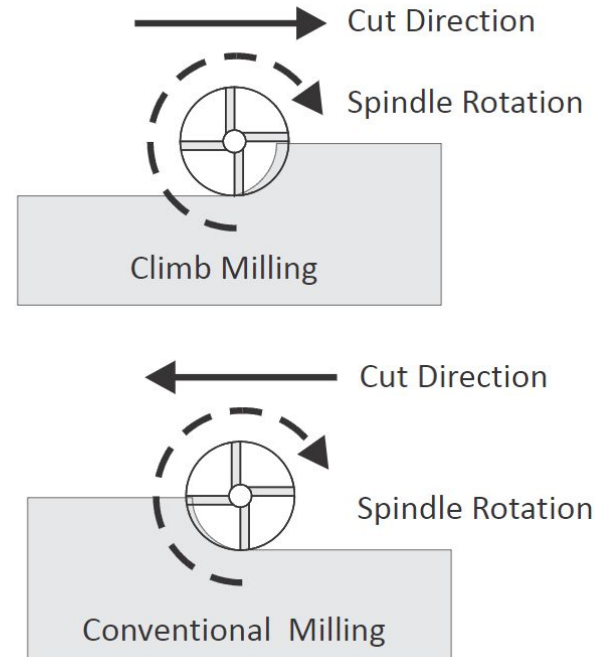 Cut Direction
Spindle Rotation
Climb Milling
Cut Direction
Spindle Rotation
Conventional Milling